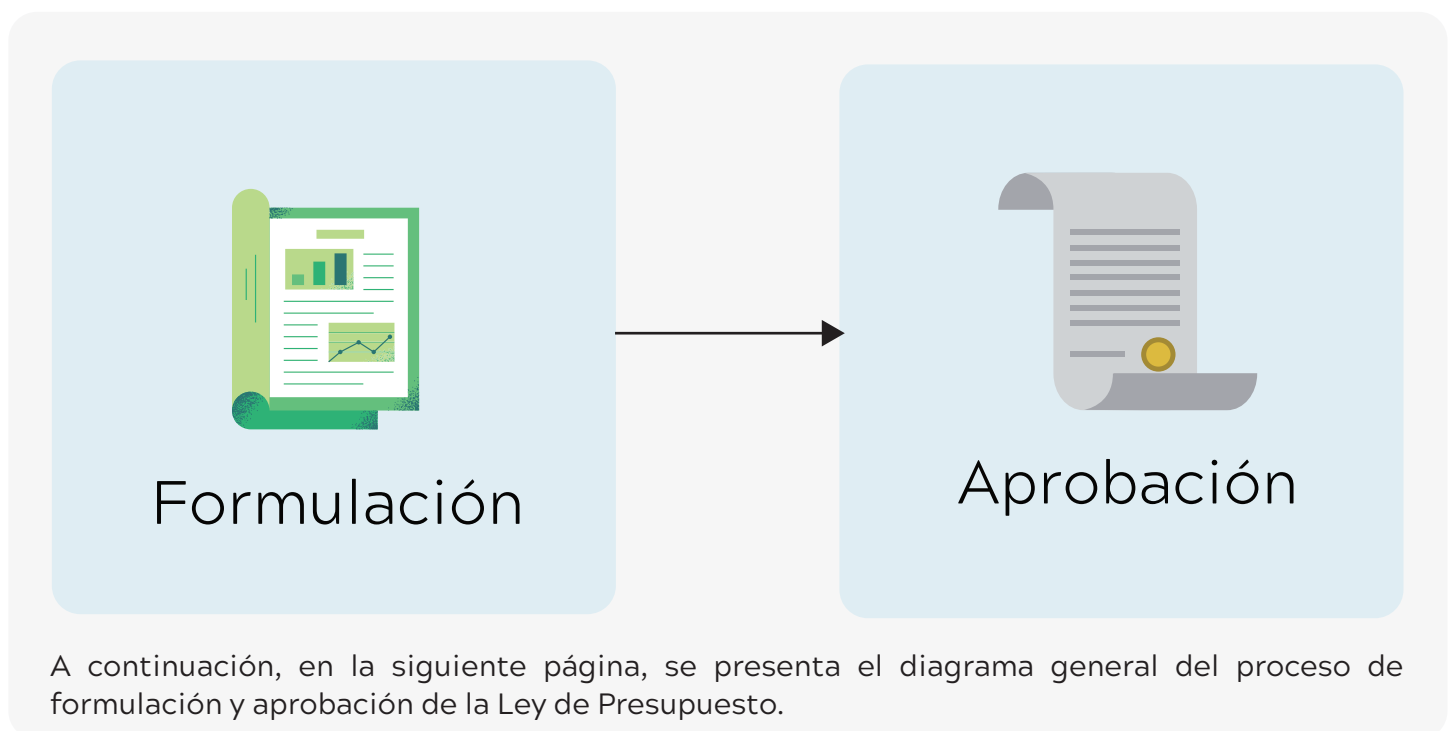 Formulación
Aprobación
A continuación, en la siguiente página, se presenta el diagrama general del proceso de
formulación y aprobación de la Ley de Presupuesto.